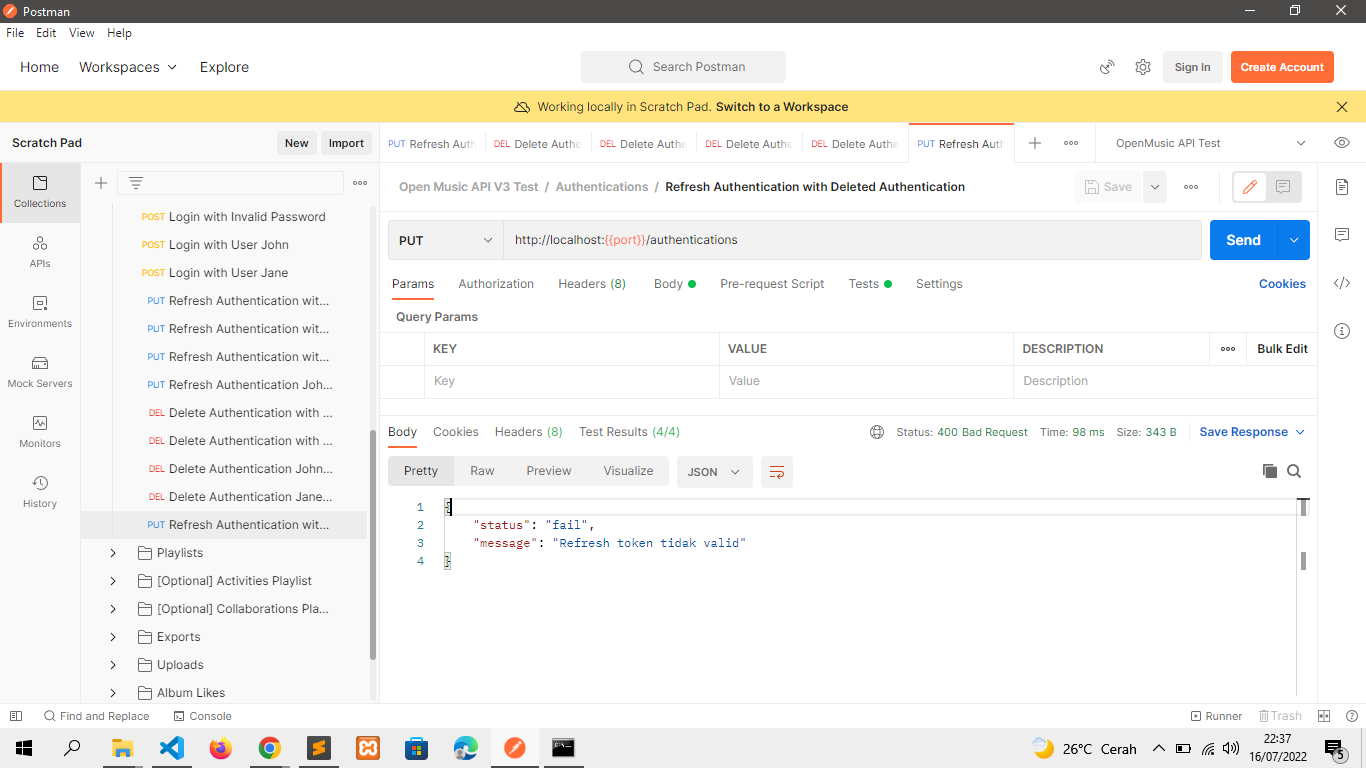 Postman
File Edit View Help
Home Workspaces Explore
Search Postman
Sign In
Create Account
Working locally in Scratch Pad. Switch to a Workspace
Scratch Pad
New
Import
PUT Refresh Auth
DEL Delete Authe
DEL Delete Authe
DEL Delete Authe
DEL Delete Authe
PUT Refresh Auth
OpenMusic API Test
Collections
APIs
Environments
Mock Servers
Monitors
History
POST Login with Invalid Password
POST Login with User John
POST Login with User Jane
PUT Refresh Authentication wit...
PUT Refresh Authentication wit...
PUT Refresh Authentication wit...
PUT Refresh Authentication Joh...
DEL Delete Authentication with ...
DEL Delete Authentication with ...
DEL Delete Authentication John...
DEL Delete Authentication Jane...
PUT Refresh Authentication wit...
Playlists
[Optional] Activities Playlist
[Optional] Collaborations Pla...
Exports
Uploads
Album Likes
Open Music API V3 Test / Authentications / Refresh Authentication with Deleted Authentication
Save
PUT
http://localhost:{{port}}/authentications
Send
Params Authorization Headers (8) Body Pre-request Script Tests Settings
Cookies
Query Params
KEY VALUE DESCRIPTION
Bulk Edit
Key Value Description
Body Cookies Headers (8) Test Results (4/4)
Status: 400 Bad Request Time: 98 ms Size: 343 B
Save Response
Pretty Raw Preview Visualize
JSON
1 {
2 "status": "fail",
3 "message": "Refresh token tidak valid"
4 }
Find and Replace
Console
Runner
Trash
26°C Cerah
22:37
16/07/2022
5